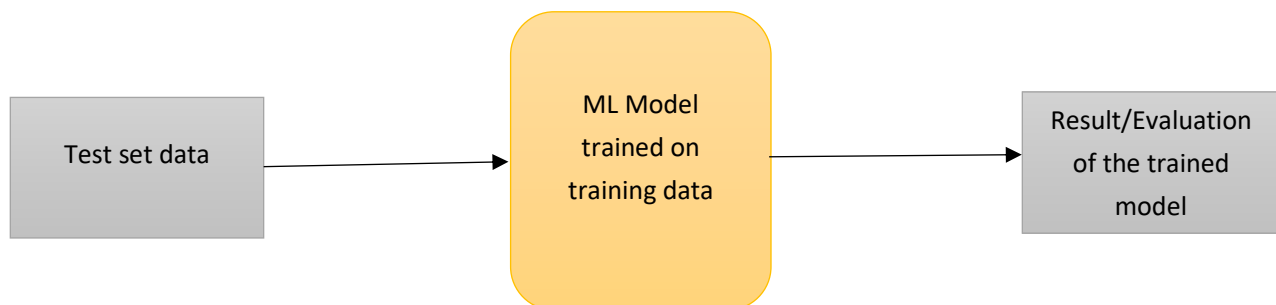 Test set data
ML Model
trained on
training data
Result/Evaluation
of the trained
model